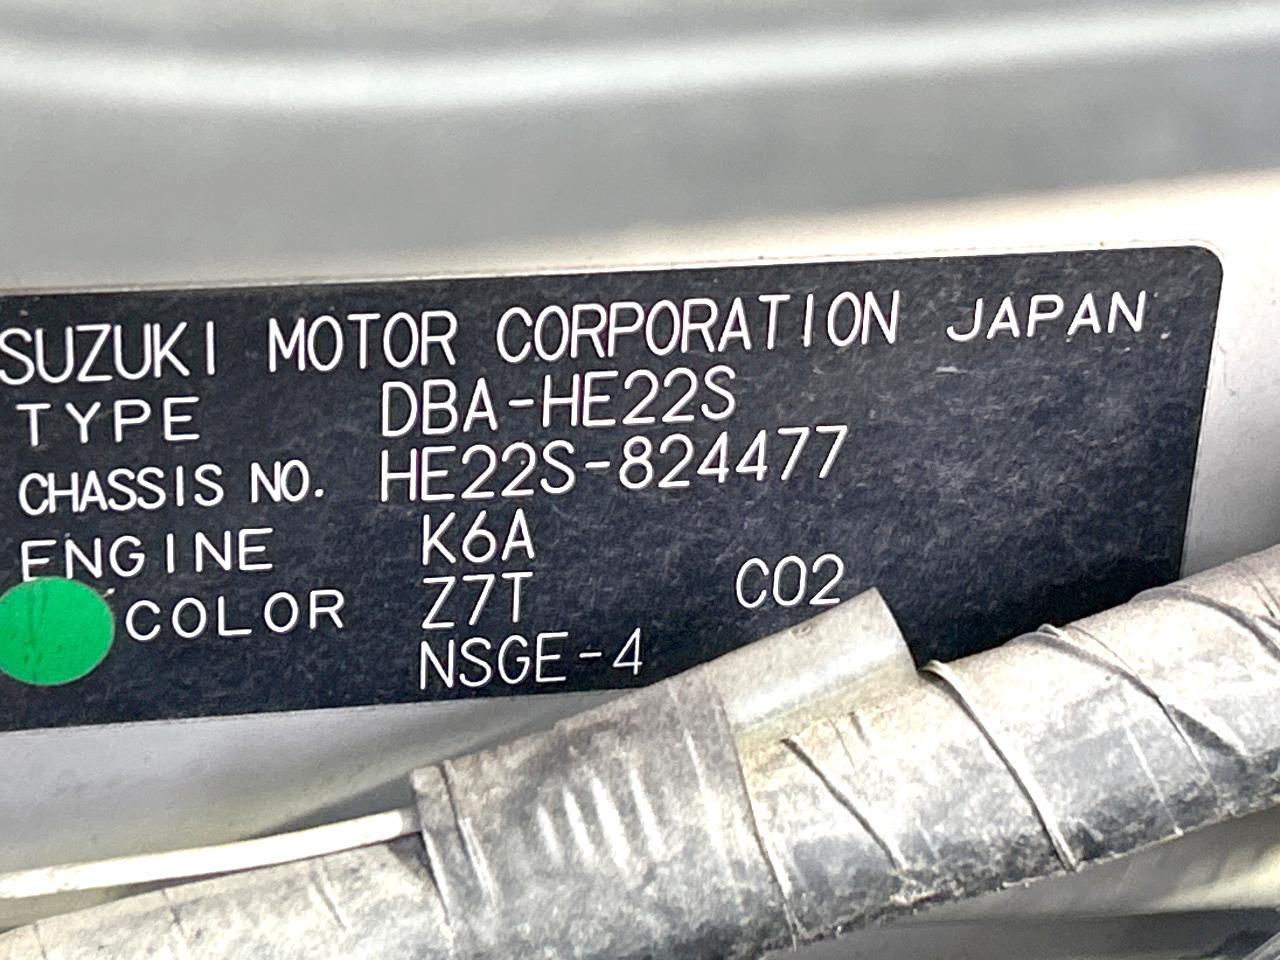 SUZUKI MOTOR CORPORATION JAPAN
TYPE DBA-HE22S
CHASSIS NO. HE22S-824477
ENGINE K6A
COLOR Z7T C02
NSGE-4